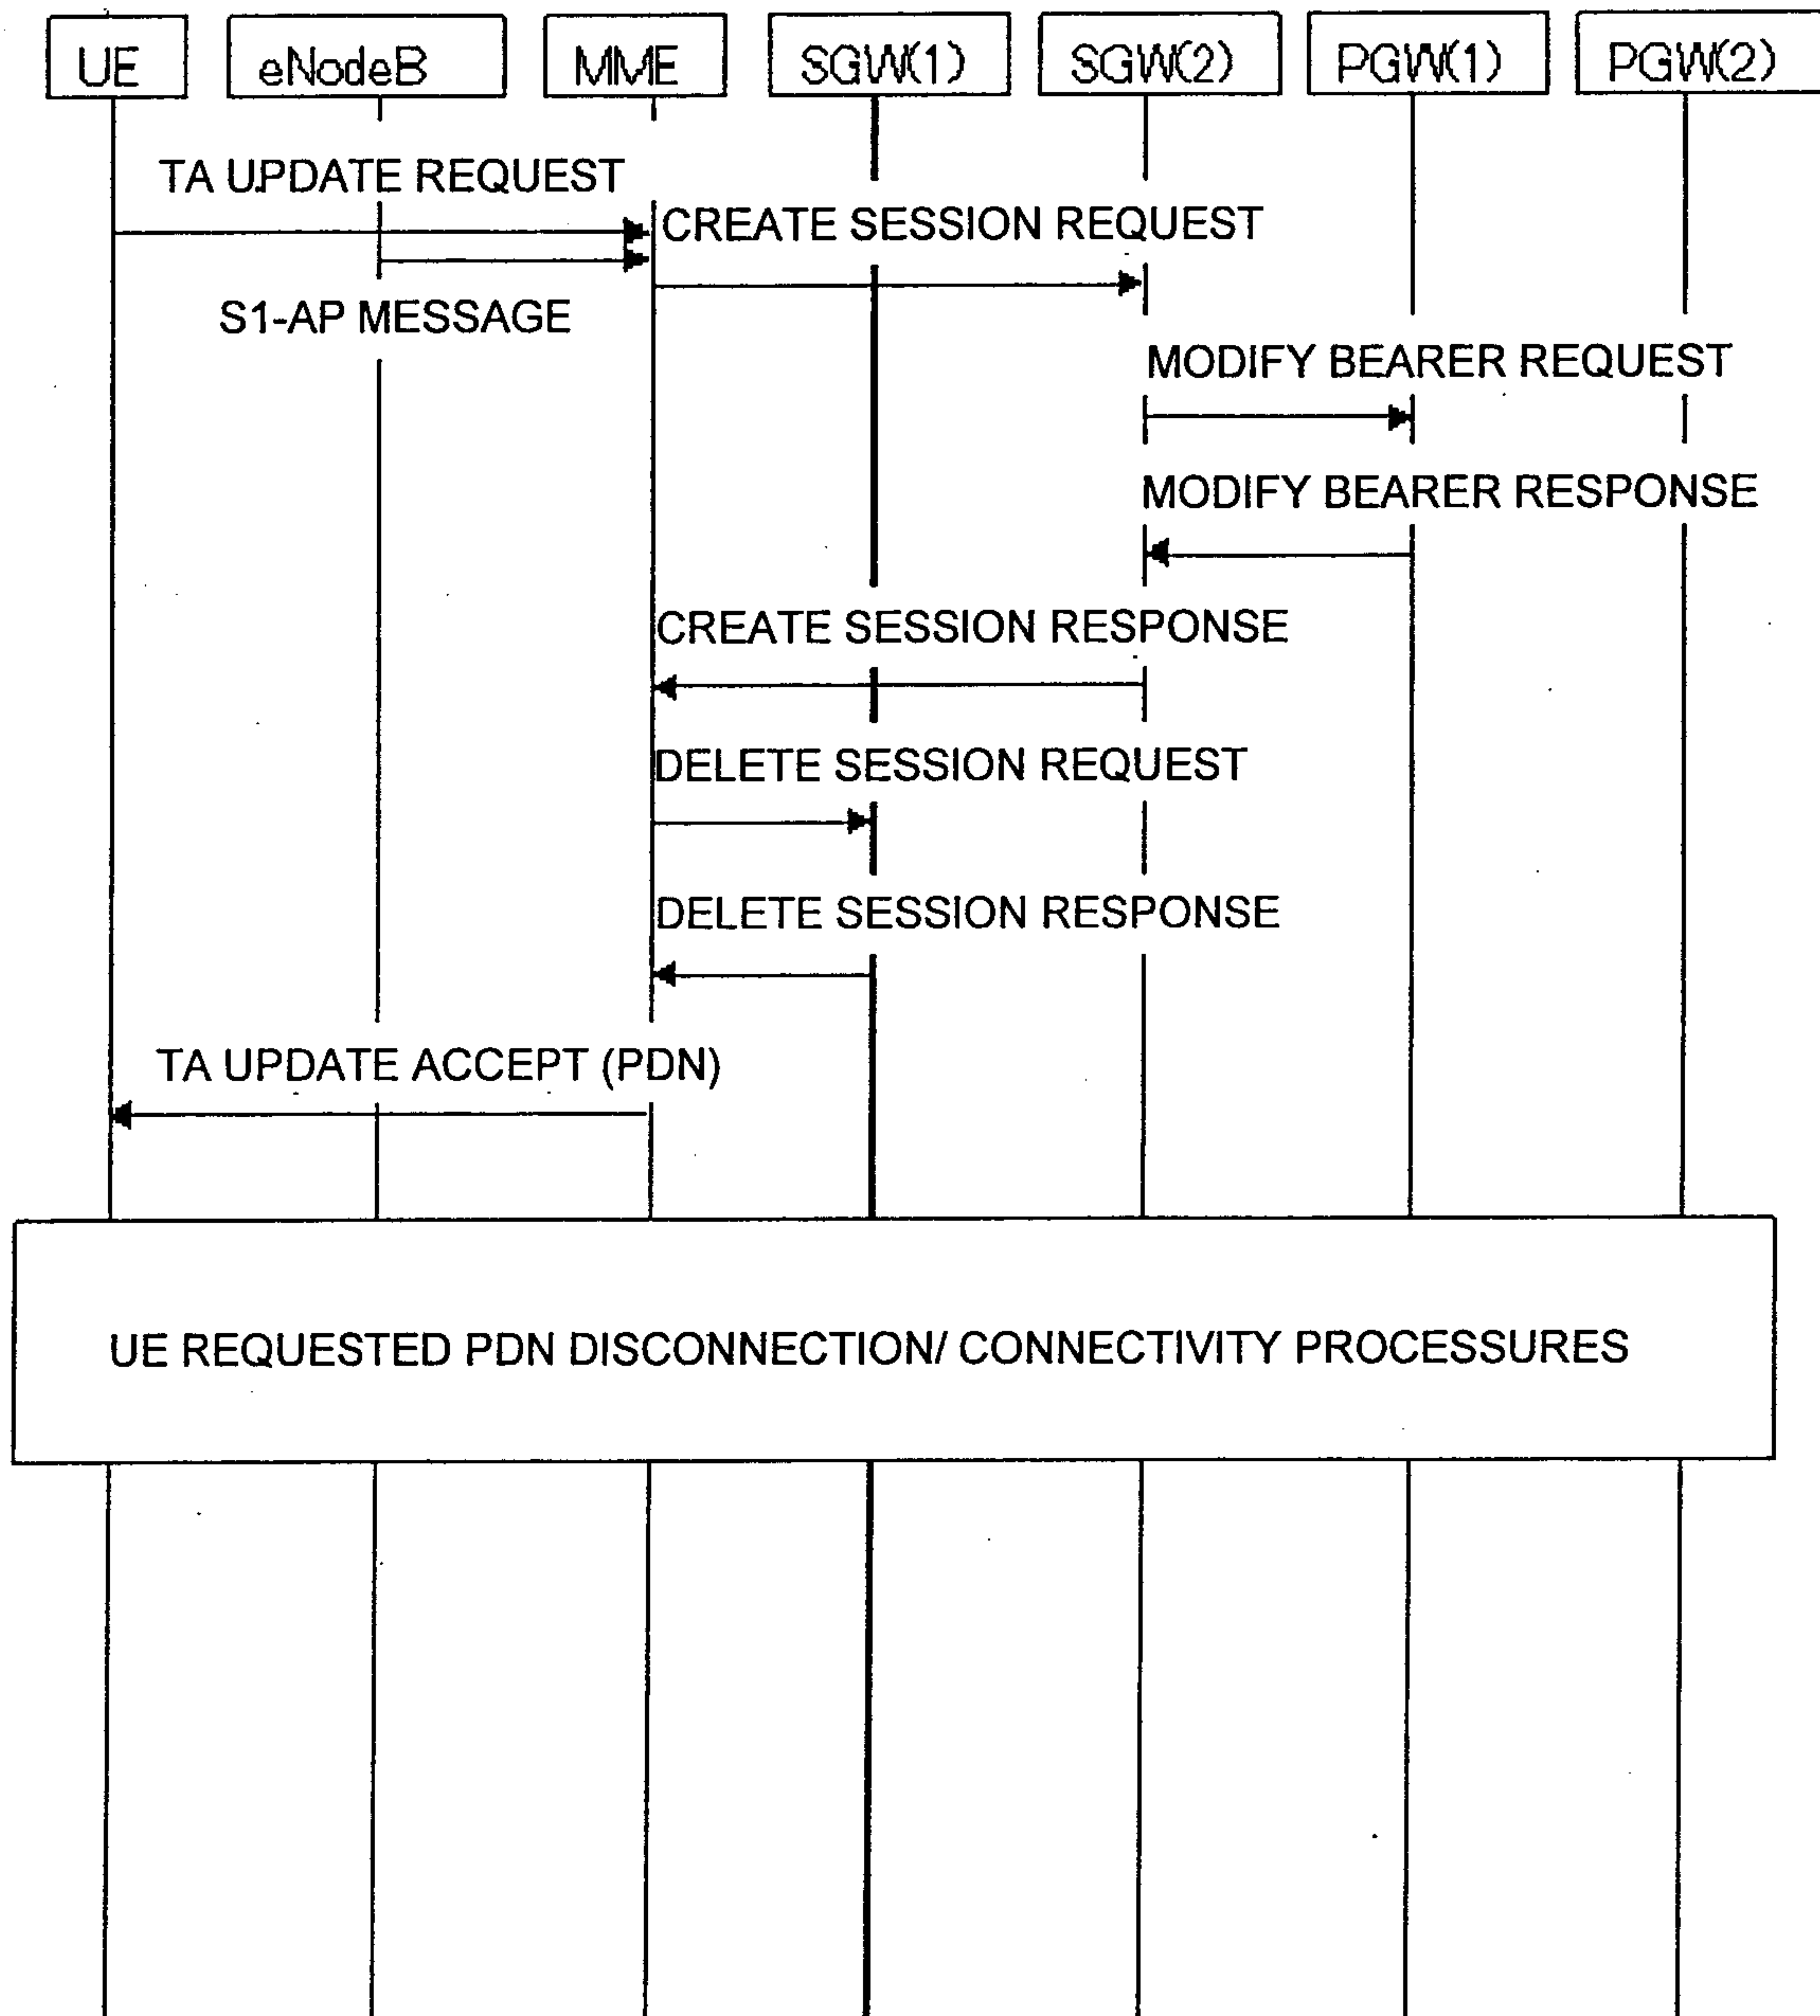 UE
eNodeB
MME
SGW(1)
SGW(2)
PGW(1)
PGW(2)
TA UPDATE REQUEST
CREATE SESSION REQUEST
S1-AP MESSAGE
MODIFY BEARER REQUEST
MODIFY BEARER RESPONSE
CREATE SESSION RESPONSE
DELETE SESSION REQUEST
DELETE SESSION RESPONSE
TA UPDATE ACCEPT (PDN)
UE REQUESTED PDN DISCONNECTION/ CONNECTIVITY PROCESSURES